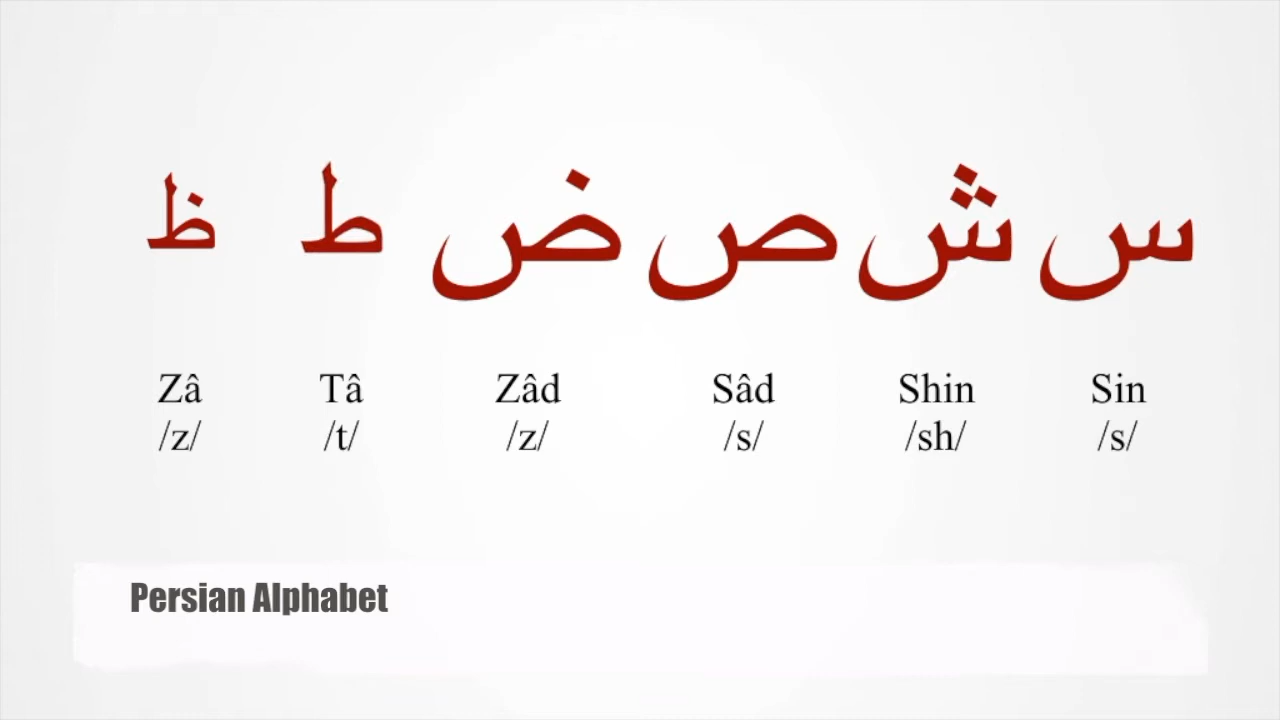 س ش ص ض ط ظ
Zâ Tâ Zâd Sâd Shin Sin
/z/ /t/ /z/ /s/ /sh/ /s/
Persian Alphabet